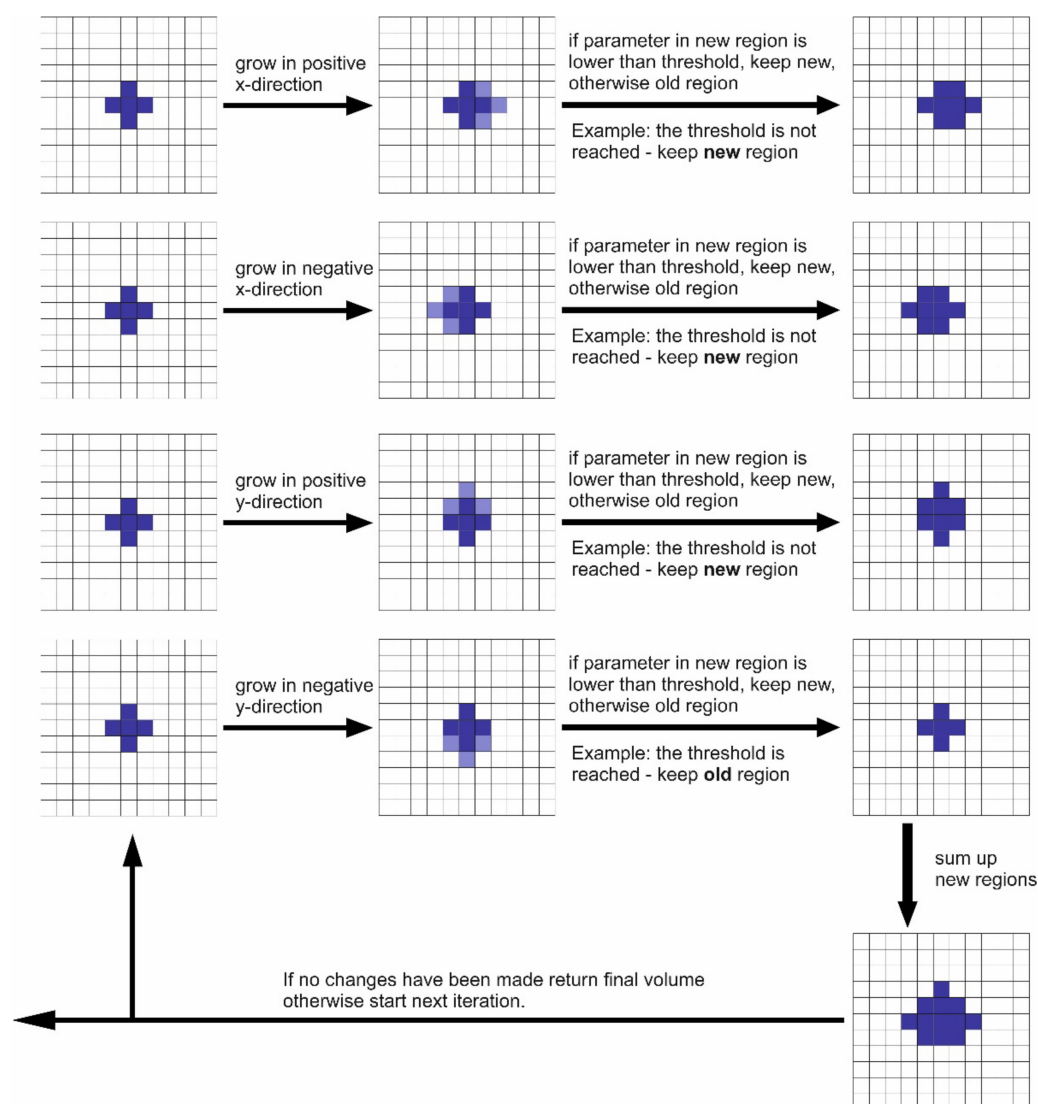 grow in positive
x-direction
if parameter in new region is
lower than threshold, keep new,
otherwise old region
Example: the threshold is not
reached - keep new region
grow in negative
x-direction
if parameter in new region is
lower than threshold, keep new,
otherwise old region
Example: the threshold is not
reached - keep new region
grow in positive
y-direction
if parameter in new region is
lower than threshold, keep new,
otherwise old region
Example: the threshold is not
reached - keep new region
grow in negative
y-direction
if parameter in new region is
lower than threshold, keep new,
otherwise old region
Example: the threshold is
reached - keep old region
sum up
new regions
If no changes have been made return final volume
otherwise start next iteration.